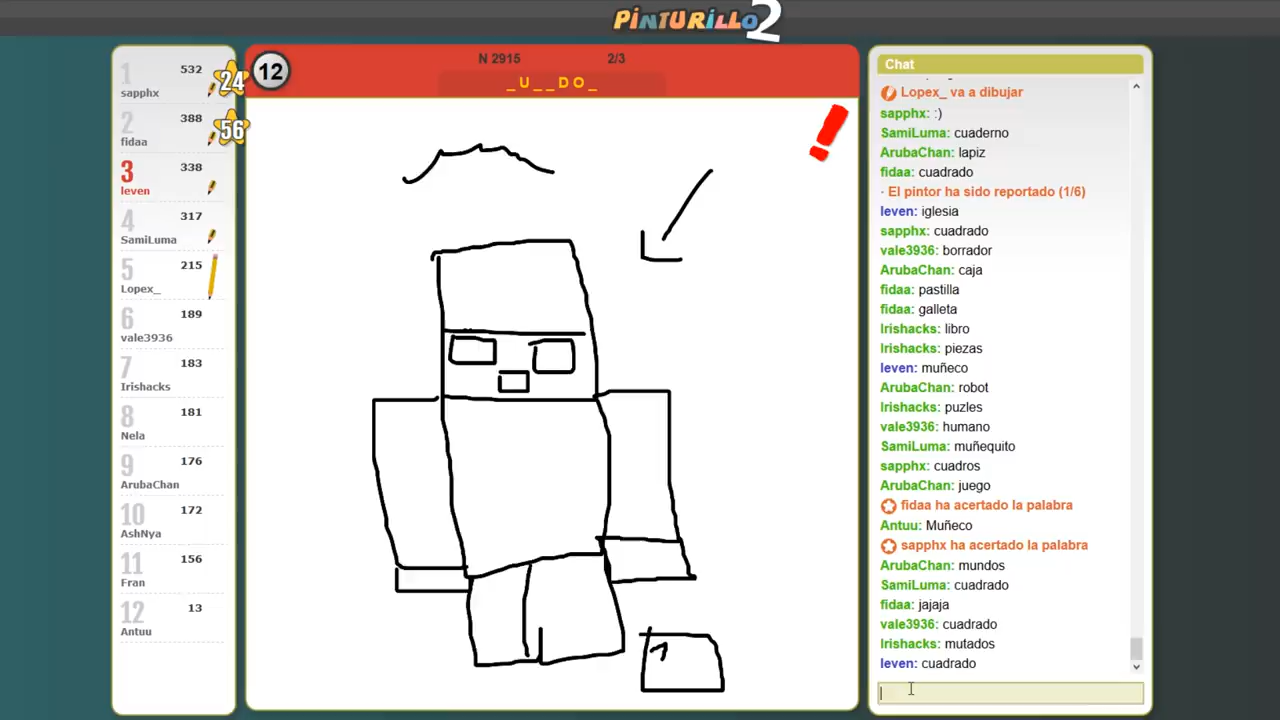 PINTURILLO 2
1 532
sapphx
24
2 388
fidaa
56
3 338
leven
4 317
SamiLuma
5 265
Lopex_
215
6 189
vale3936
7 183
Irishacks
8 181
Nela
9 176
ArubaChan
10 172
AshNya
11 156
Fran
12 13
Antuu
12
N 2915 2/3
_U__DO_
!
1
Chat
Lopex_ va a dibujar
sapphx: :)
SamiLuma: cuaderno
ArubaChan: lapiz
fidaa: cuadrado
· El pintor ha sido reportado (1/6)
leven: iglesia
sapphx: cuadrado
vale3936: borrador
ArubaChan: caja
fidaa: pastilla
fidaa: galleta
Irishacks: libro
Irishacks: piezas
leven: muñeco
ArubaChan: robot
Irishacks: puzles
vale3936: humano
SamiLuma: muñequito
sapphx: cuadros
ArubaChan: juego
fidaa ha acertado la palabra
Antuu: Muñeco
sapphx ha acertado la palabra
ArubaChan: mundos
SamiLuma: cuadrado
fidaa: jajaja
vale3936: cuadrado
Irishacks: mutados
leven: cuadrado